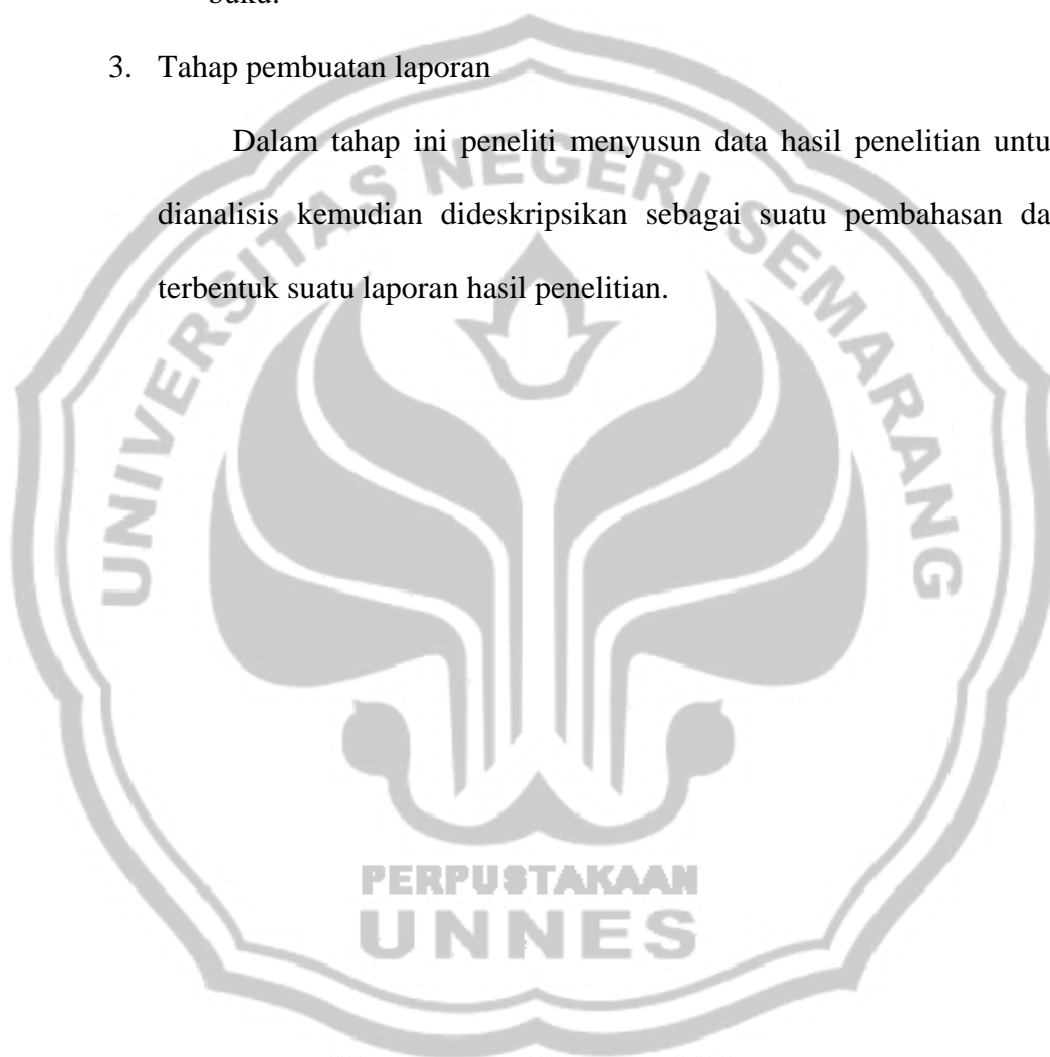 buku.
3. Tahap pembuatan laporan
Dalam tahap ini peneliti menyusun data hasil penelitian untu
dianalisis kemudian dideskripsikan sebagai suatu pembahasan da
terbentuk suatu laporan hasil penelitian.
UNIVERSITAS NEGERI SEMARANG
PERPUSTAKAAN
UNNES